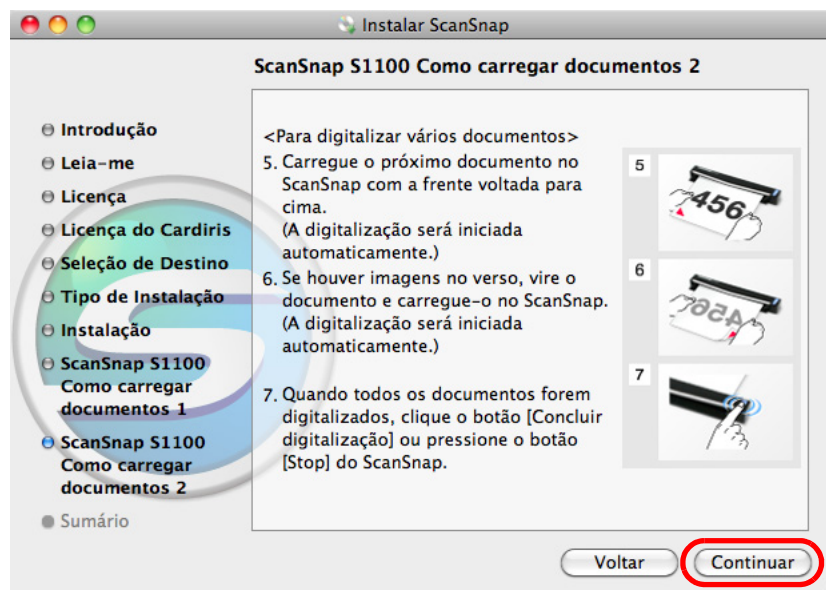 Instalar ScanSnap
ScanSnap S1100 Como carregar documentos 2
Introdução
Leia-me
Licença
Licença do Cardiris
Seleção de Destino
Tipo de Instalação
Instalação
ScanSnap S1100
Como carregar
documentos 1
ScanSnap S1100
Como carregar
documentos 2
Sumário
<Para digitalizar vários documentos>
5. Carregue o próximo documento no
ScanSnap com a frente voltada para
cima.
(A digitalização será iniciada
automaticamente.)
6. Se houver imagens no verso, vire o
documento e carregue-o no ScanSnap.
(A digitalização será iniciada
automaticamente.)
7. Quando todos os documentos forem
digitalizados, clique o botão [Concluir
digitalização] ou pressione o botão
[Stop] do ScanSnap.
5
456
6
456
7
Voltar
Continuar